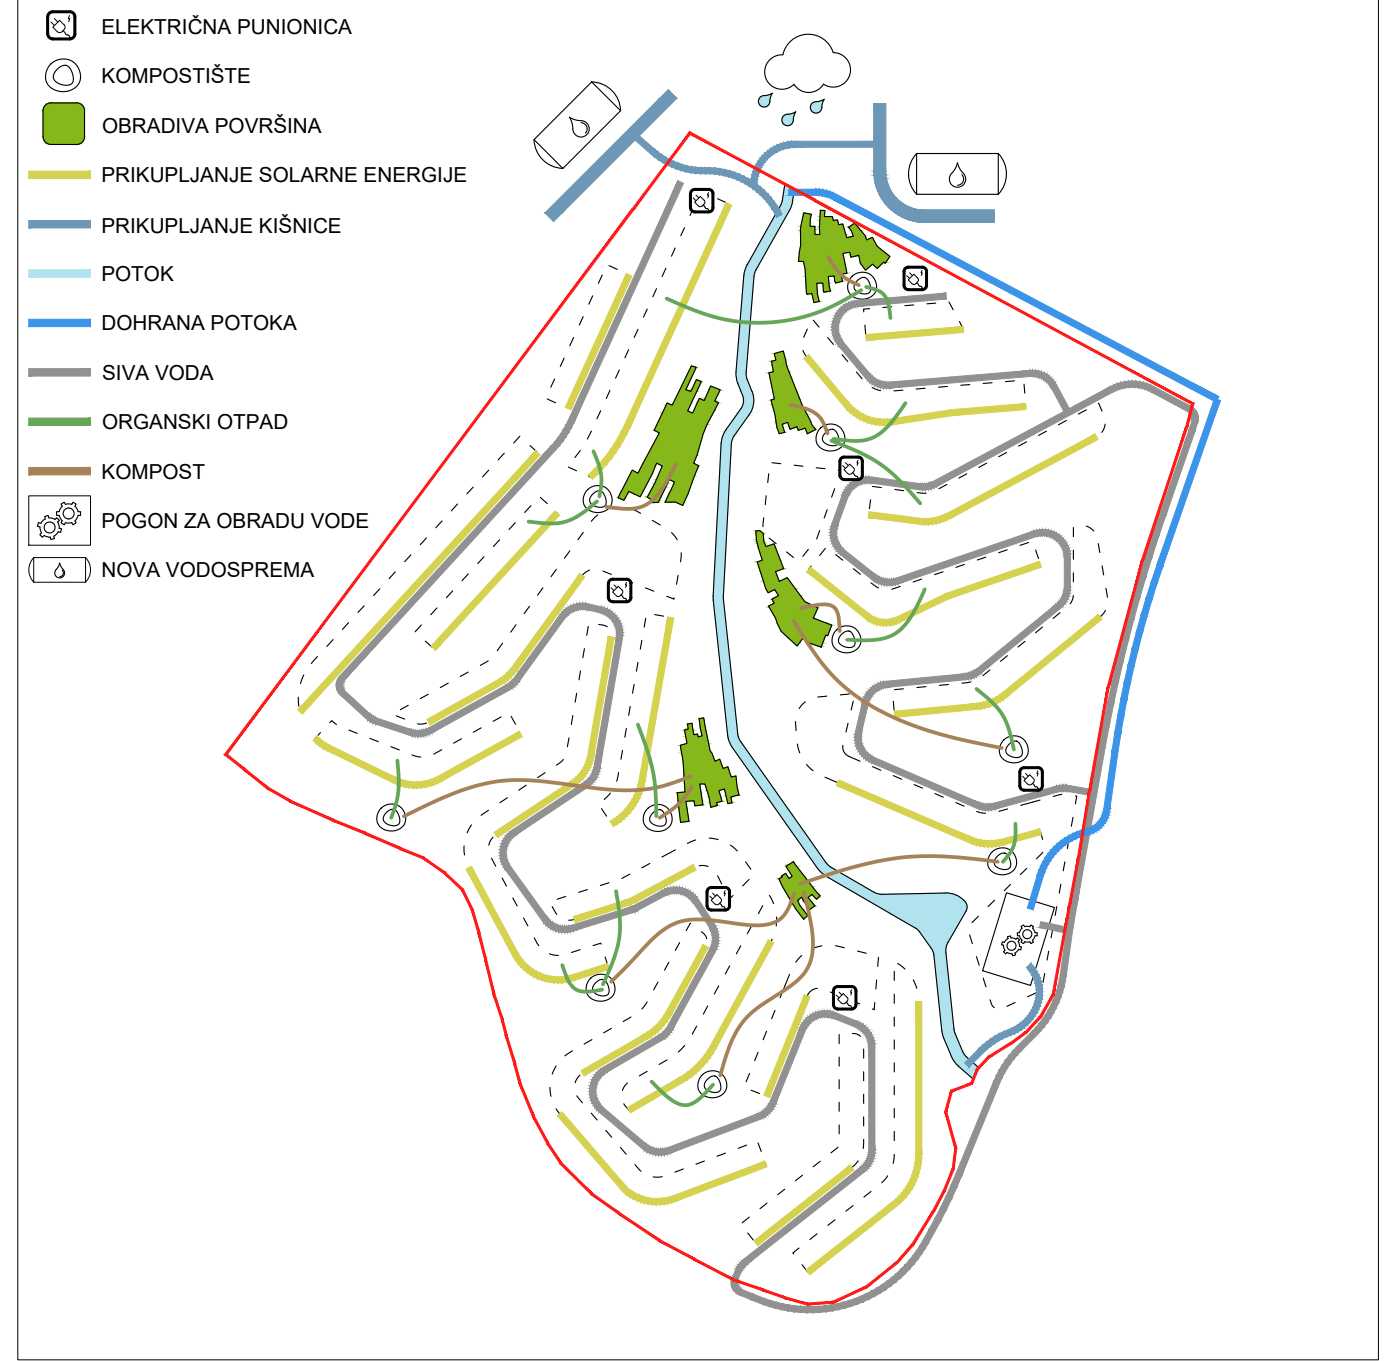 ELEKTRIČNA PUNIONICA
KOMPOSTIŠTE
OBRADIVA POVRŠINA
PRIKUPLJANJE SOLARNE ENERGIJE
PRIKUPLJANJE KIŠNICE
POTOK
DOHRANA POTOKA
SIVA VODA
ORGANSKI OTPAD
KOMPOST
POGON ZA OBRADU VODE
NOVA VODOSPREMA